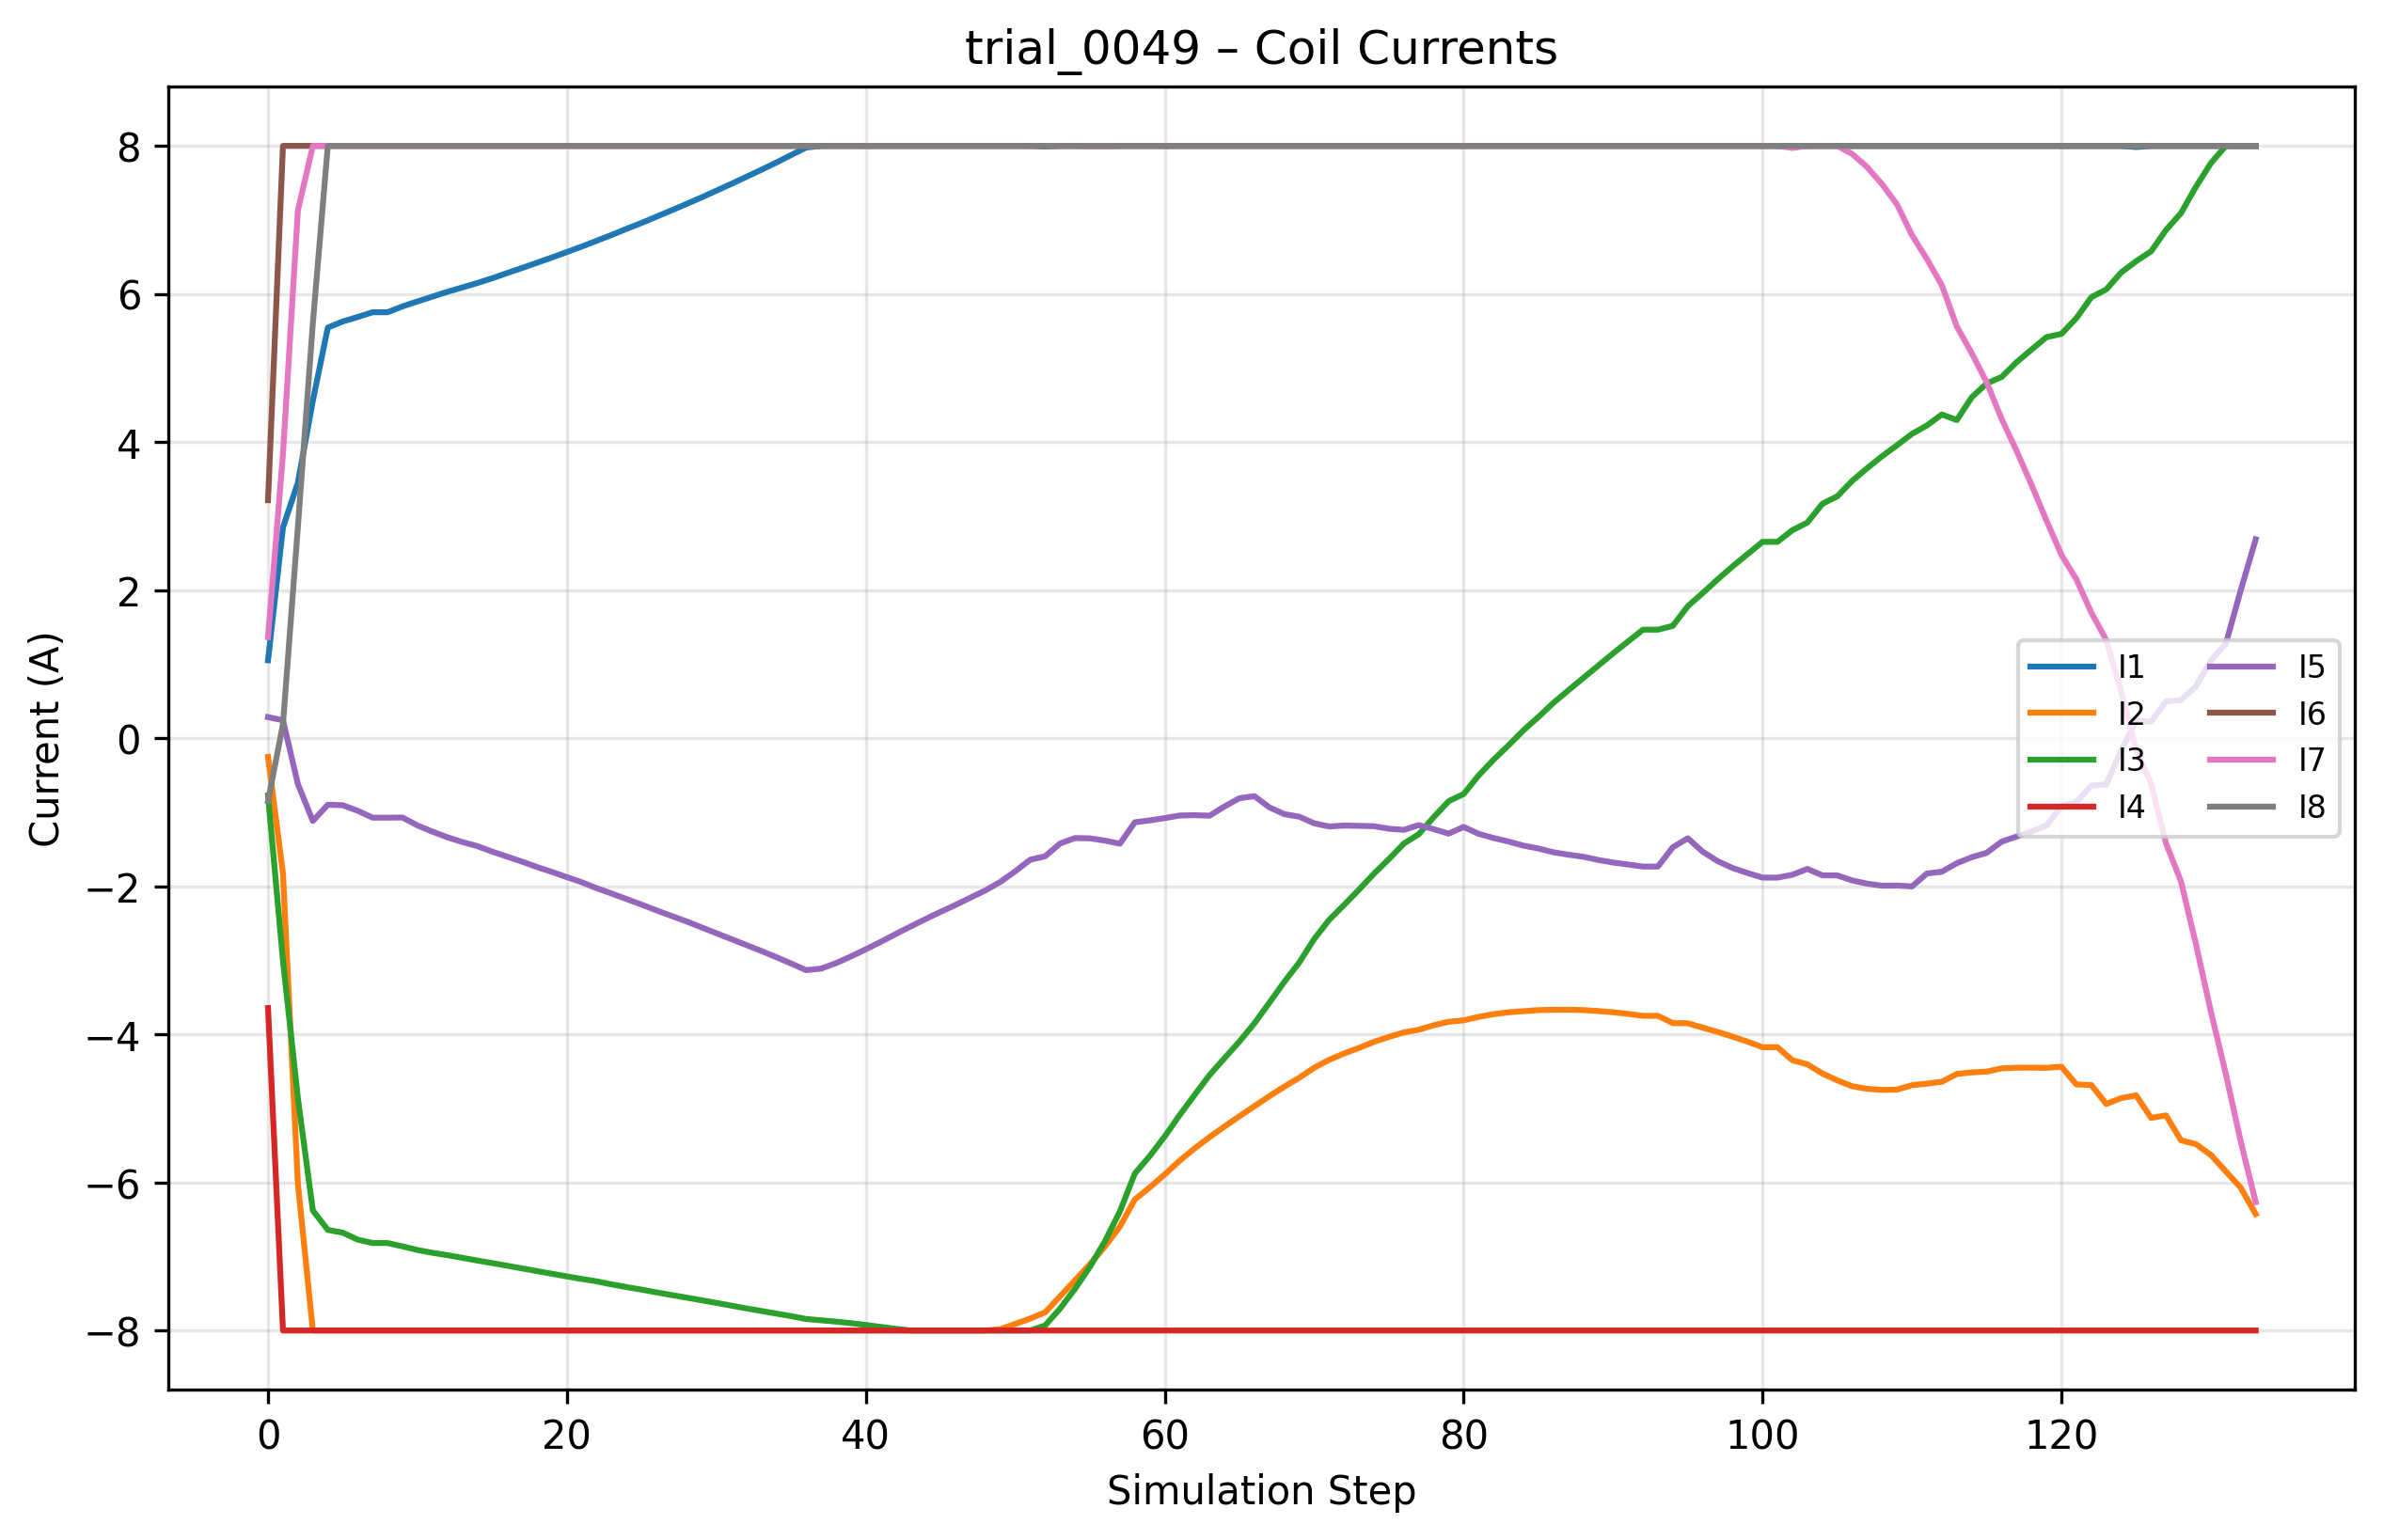 trial_0049 – Coil Currents
Current (A)
8
6
4
2
0
−2
−4
−6
−8
I1 I5
I2 I6
I3 I7
I4 I8
0 20 40 60 80 100 120
Simulation Step